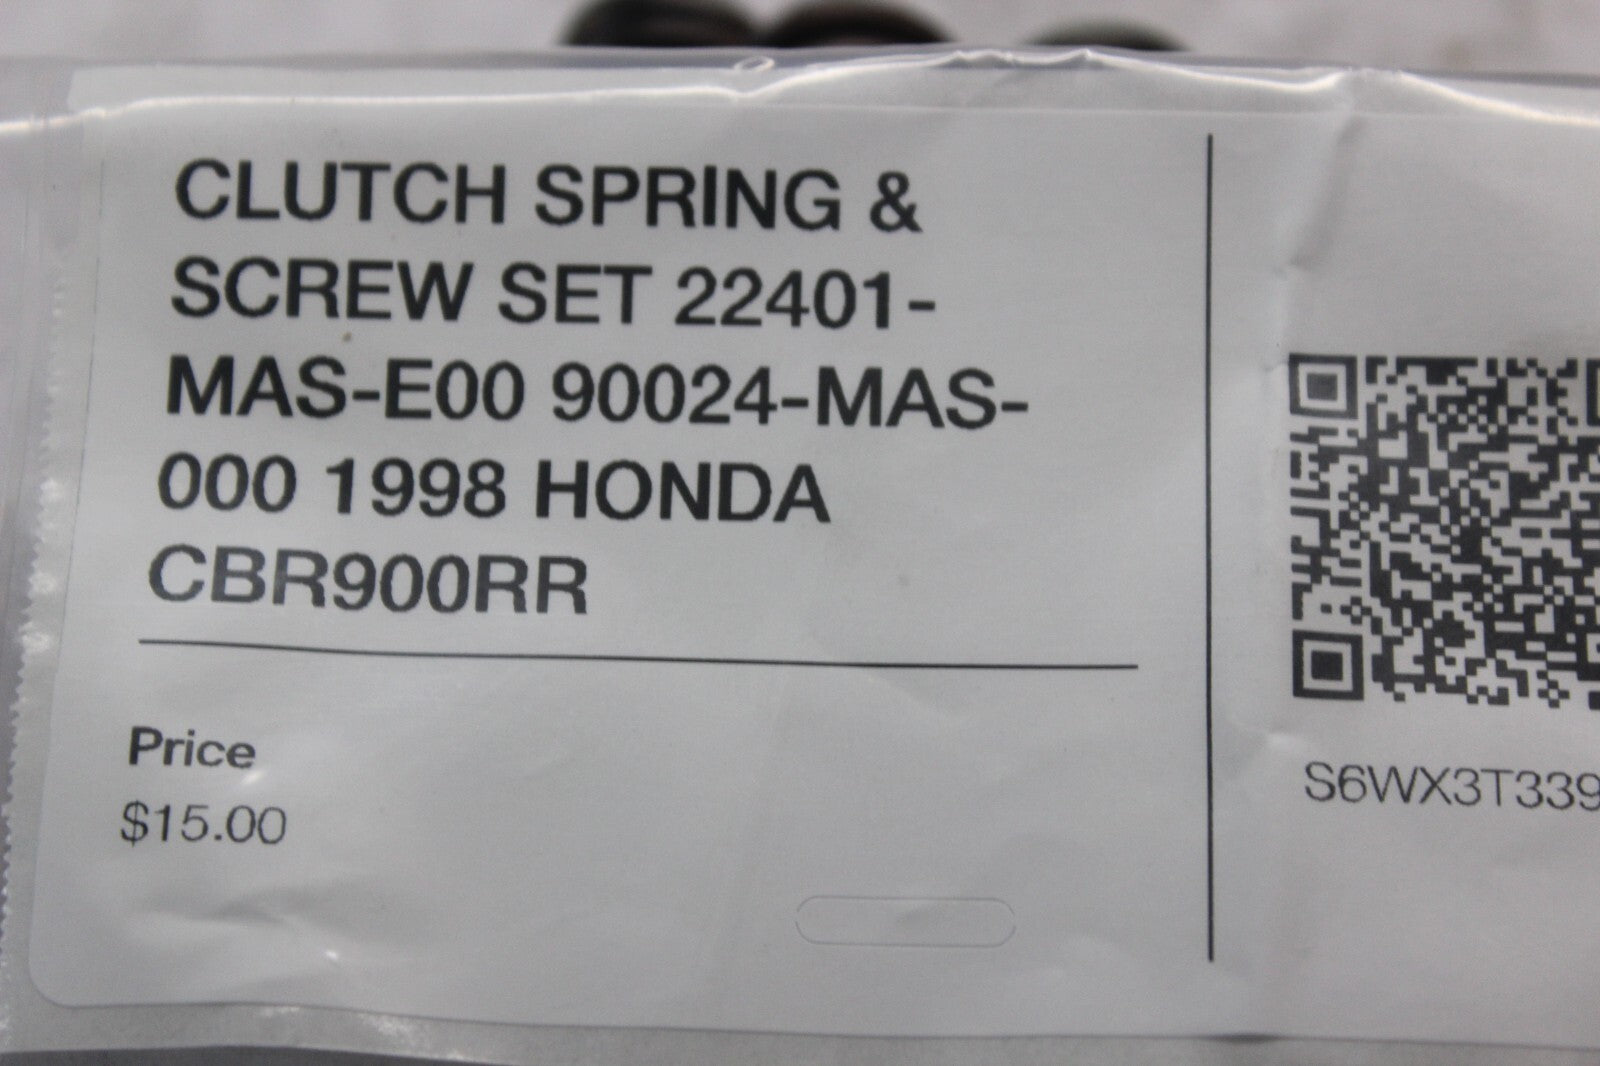 CLUTCH SPRING &
SCREW SET 22401-
MAS-E00 90024-MAS-
000 1998 HONDA
CBR900RR
Price
$15.00
S6WX3T339